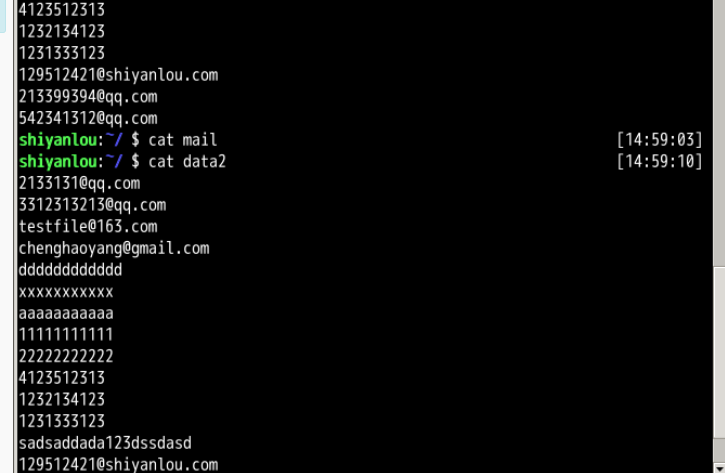 4123512313
1232134123
1231333123
129512421@shiyanlou.com
213399394@qq.com
542341312@qq.com
shiyanlou:~/ $ cat mail [14:59:03]
shiyanlou:~/ $ cat data2 [14:59:10]
2133131@qq.com
3312313213@qq.com
testfile@163.com
chenghaoyang@gmail.com
dddddddddddd
xxxxxxxxxxx
aaaaaaaaaaa
11111111111
22222222222
4123512313
1232134123
1231333123
sadsaddada123dssdasd
129512421@shiyanlou.com